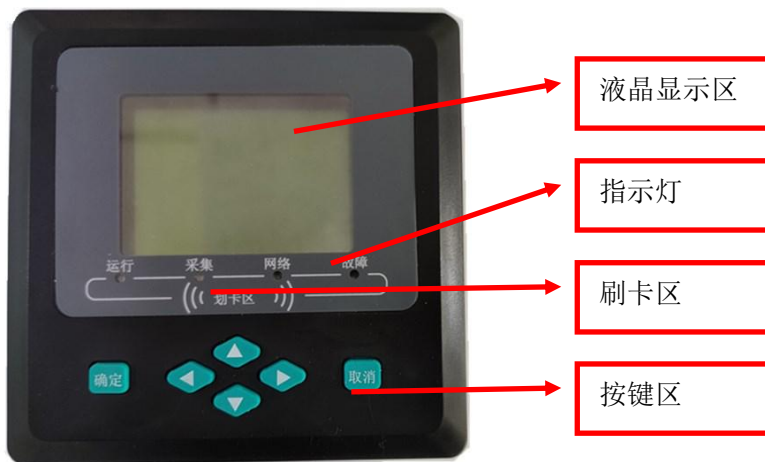 液晶显示区
指示灯
运行 采集 网络 故障
划卡区
刷卡区
确定 取消
按键区